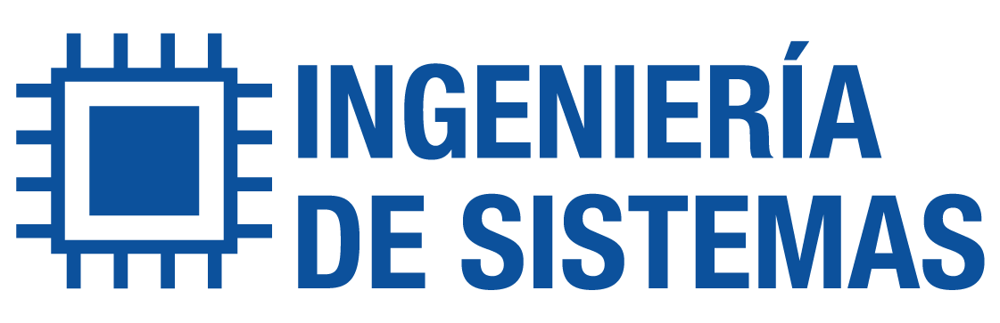 INGENIERÍA
DE SISTEMAS